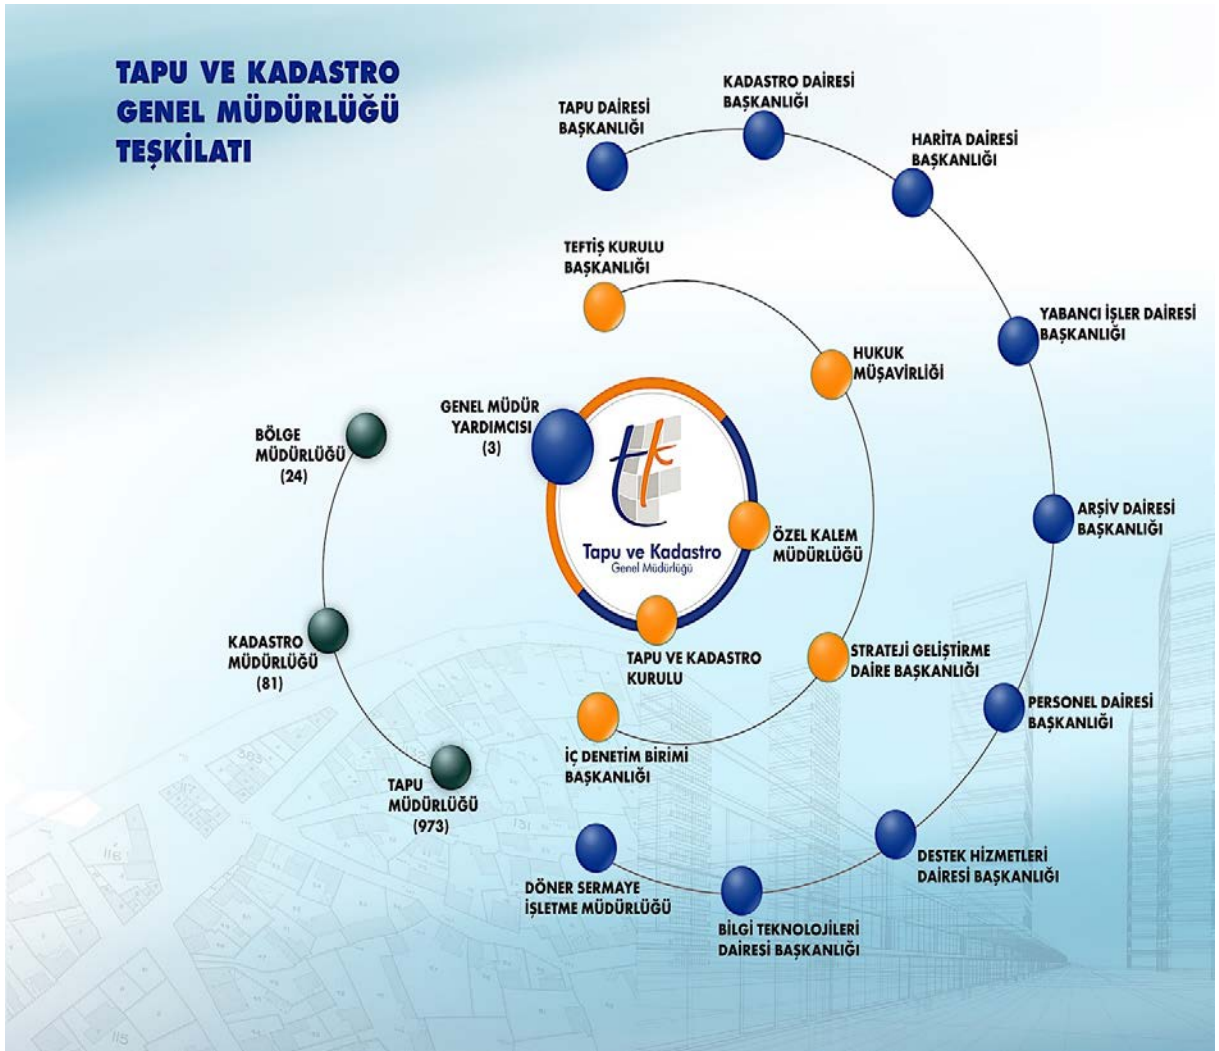 TAPU VE KADASTRO
GENEL MÜDÜRLÜĞÜ
TEŞKİLATI
TAPU DAİRESİ
BAŞKANLIĞI
KADASTRO DAİRESİ
BAŞKANLIĞI
HARİTA DAİRESİ
BAŞKANLIĞI
YABANCI İŞLER DAİRESİ
BAŞKANLIĞI
ARŞİV DAİRESİ
BAŞKANLIĞI
PERSONEL DAİRESİ
BAŞKANLIĞI
DESTEK HİZMETLERİ
DAİRESİ BAŞKANLIĞI
BİLGİ TEKNOLOJİLERİ
DAİRESİ BAŞKANLIĞI
DÖNER SERMAYE
İŞLETME MÜDÜRLÜĞÜ
TEFTİŞ KURULU
BAŞKANLIĞI
HUKUK
MÜŞAVİRLİĞİ
STRATEJİ GELİŞTİRME
DAİRE BAŞKANLIĞI
İÇ DENETİM BİRİMİ
BAŞKANLIĞI
GENEL MÜDÜR
YARDIMCISI
(3)
Tapu ve Kadastro
Genel Müdürlüğü
ÖZEL KALEM
MÜDÜRLÜĞÜ
TAPU VE KADASTRO
KURULU
BÖLGE
MÜDÜRLÜĞÜ
(24)
KADASTRO
MÜDÜRLÜĞÜ
(81)
TAPU
MÜDÜRLÜĞÜ
(973)
383
131
116
115